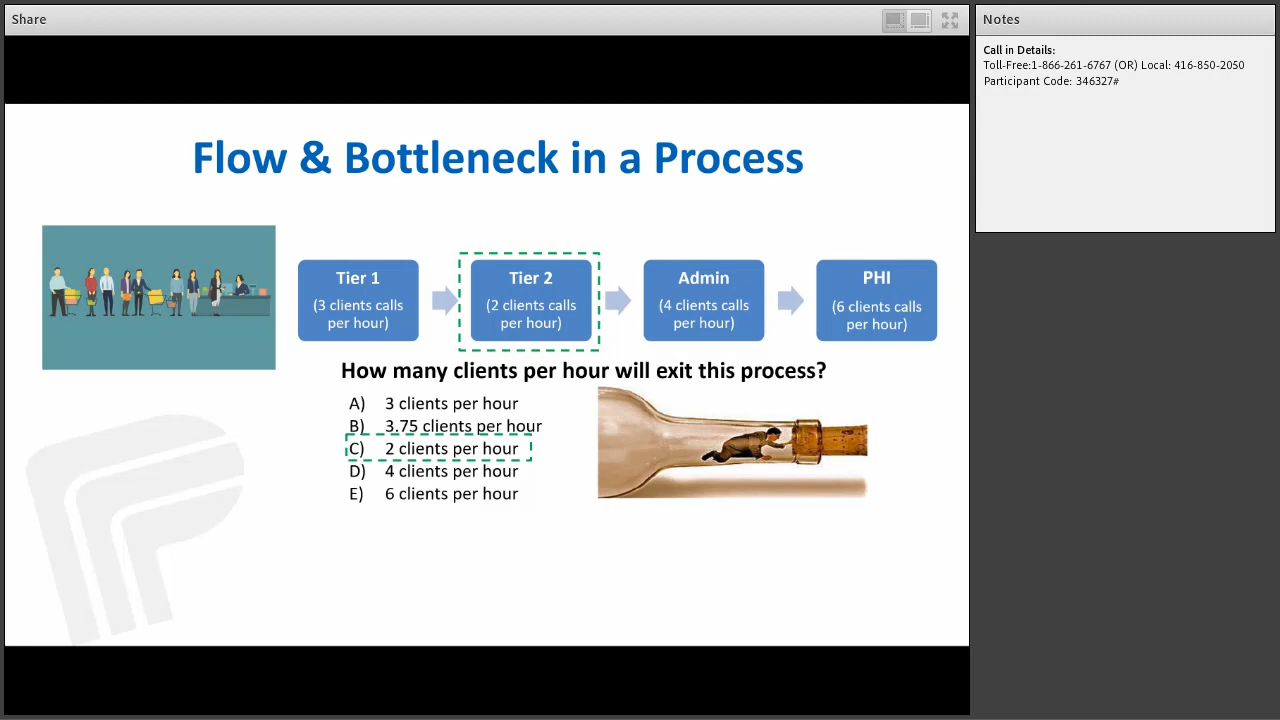 Share
Notes
Call in Details:
Toll-Free:1-866-261-6767 (OR) Local: 416-850-2050
Participant Code: 346327#
Flow & Bottleneck in a Process
Tier 1
(3 clients calls
per hour)
Tier 2
(2 clients calls
per hour)
Admin
(4 clients calls
per hour)
PHI
(6 clients calls
per hour)
How many clients per hour will exit this process?
A) 3 clients per hour
B) 3.75 clients per hour
C) 2 clients per hour
D) 4 clients per hour
E) 6 clients per hour